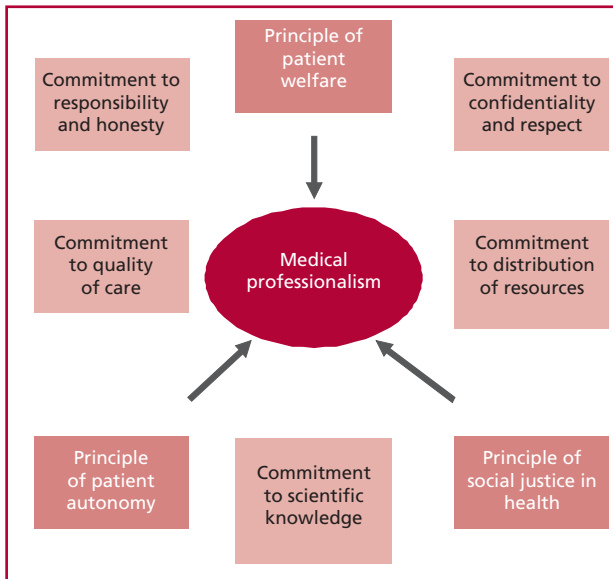 Principle of
patient
welfare
Commitment to
responsibility
and honesty
Commitment to
confidentiality
and respect
Commitment
to quality
of care
Medical
professionalism
Commitment
to distribution
of resources
Principle
of patient
autonomy
Commitment
to scientific
knowledge
Principle of
social justice in
health